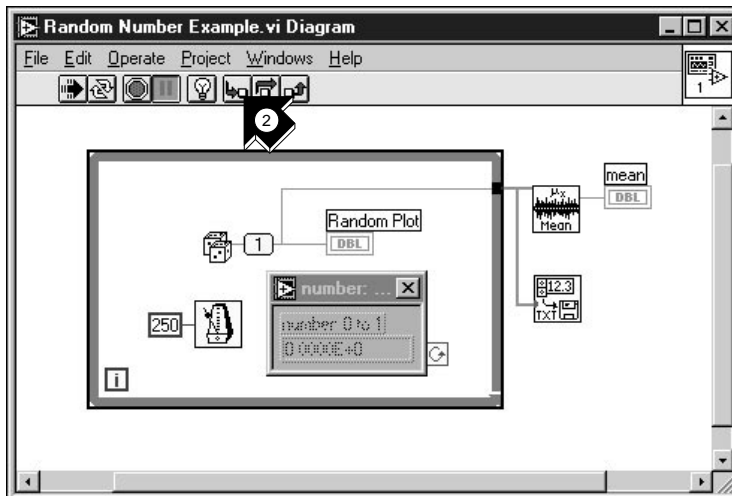 Random Number Example.vi Diagram
File Edit Operate Project Windows Help
1
2
mean
DBL
μx
Mean
Random Plot
1
DBL
number: ...
12.3
TXT
number 0 to 1
250
0.0000E+0
i